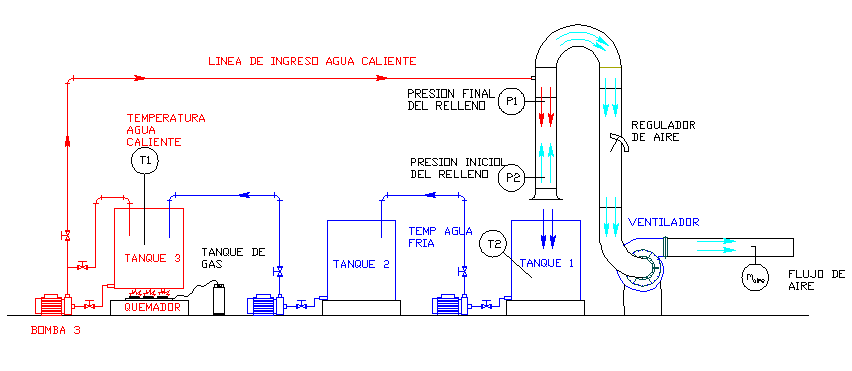 LINEA DE INGRESO AGUA CALIENTE
PRESION FINAL
DEL RELLENO
P1
TEMPERATURA
AGUA
CALIENTE
T1
REGULADOR
DE AIRE
PRESION INICIOL
DEL RELLENO
P2
VENTILADOR
TEMP AGUA
FRIA
T2
TANQUE DE
GAS
TANQUE 3
TANQUE 2
TANQUE 1
Maire
FLUJO DE
AIRE
QUEMADOR
BOMBA 3